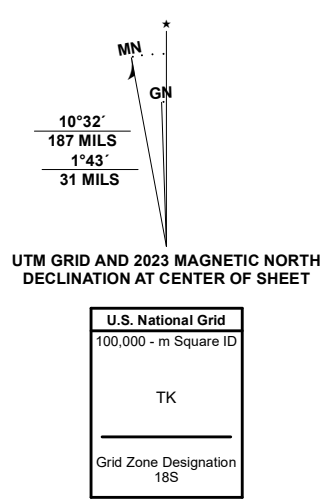 ★
MN
GN
10°32´
187 MILS
1°43´
31 MILS
UTM GRID AND 2023 MAGNETIC NORTH
DECLINATION AT CENTER OF SHEET
U.S. National Grid
100,000 - m Square ID
TK
Grid Zone Designation
18S